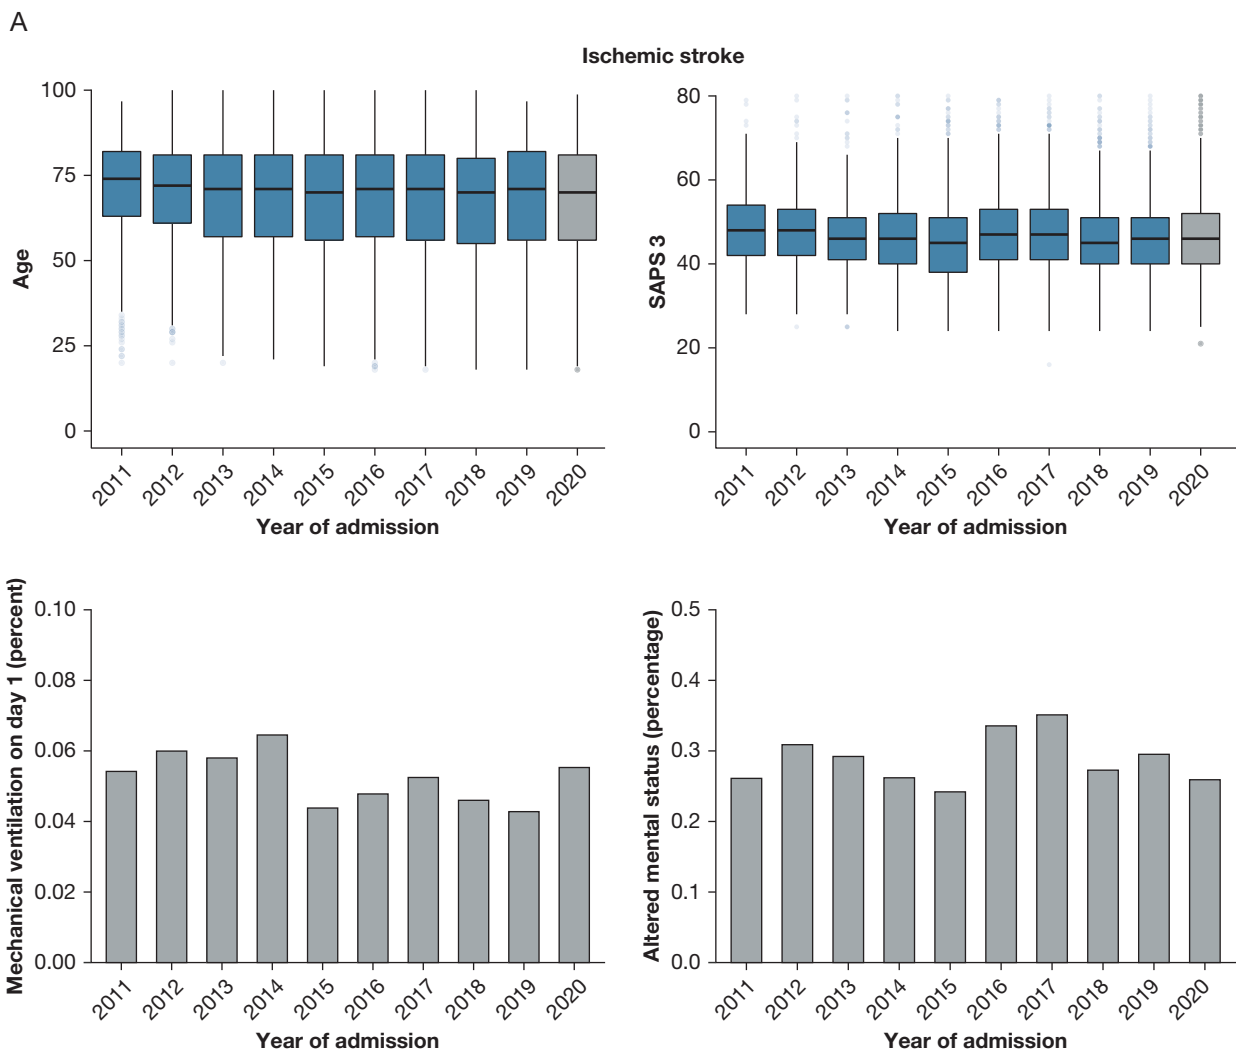 A
Ischemic stroke
100
75
50
25
0
Age
2011 2012 2013 2014 2015 2016 2017 2018 2019 2020
Year of admission
80
60
40
20
0
SAPS 3
2011 2012 2013 2014 2015 2016 2017 2018 2019 2020
Year of admission
0.10
0.08
0.06
0.04
0.02
0.00
Mechanical ventilation on day 1 (percent)
2011 2012 2013 2014 2015 2016 2017 2018 2019 2020
Year of admission
0.5
0.4
0.3
0.2
0.1
0.0
Altered mental status (percentage)
2011 2012 2013 2014 2015 2016 2017 2018 2019 2020
Year of admission